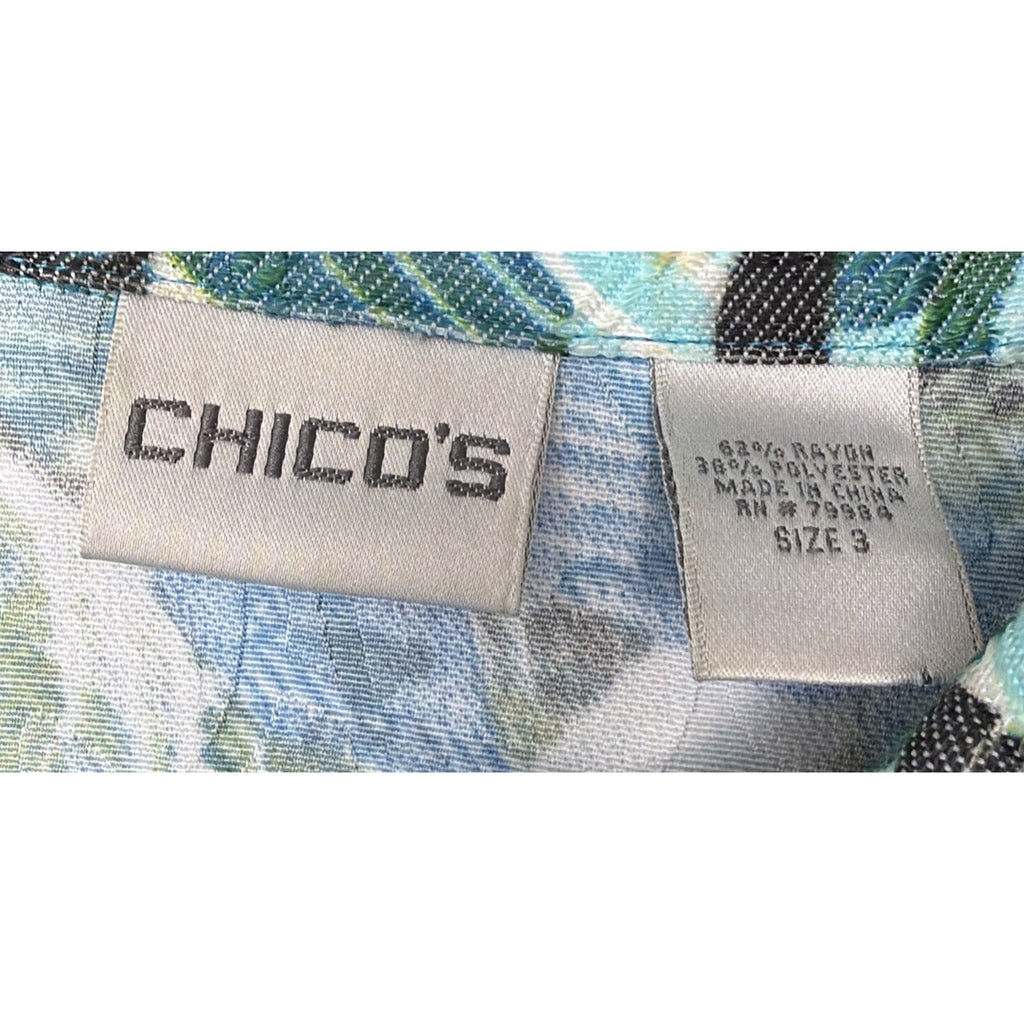 CHICO'S
62% RAYON
38% POLYESTER
MADE IN CHINA
RN # 79984
SIZE 3